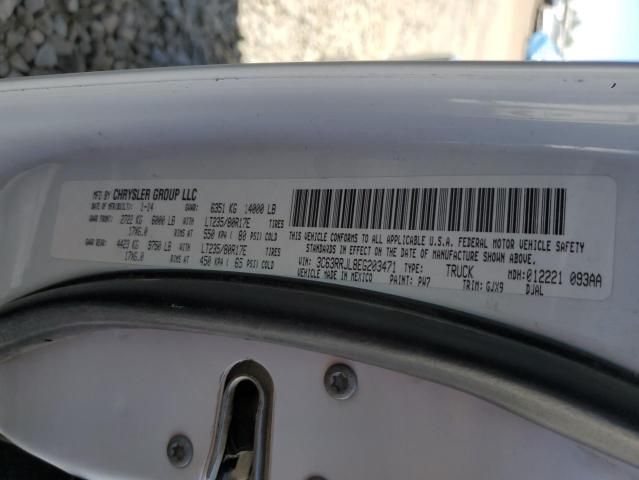 MFD BY CHRYSLER GROUP LLC
DATE OF MFR(BUILT): 1-14 GVWR: 6351 KG 14000 LB
GAWR FRONT: 2722 KG 6000 LB LT235/80R17E TIRES
17X6.0 RIMS AT 550 KPA ( 80 PSI) COLD
GAWR REAR: 4423 KG 9750 LB LT235/80R17E TIRES
17X6.0 RIMS AT 450 KPA ( 65 PSI) COLD
THIS VEHICLE CONFORMS TO ALL APPLICABLE U.S.A. FEDERAL MOTOR VEHICLE SAFETY
STANDARDS IN EFFECT ON THE DATE OF MANUFACTURE SHOWN ABOVE.
VIN: 3C63RRJL8EG203471 TYPE: TRUCK MDH: 012221 093AA
VEHICLE MADE IN MEXICO PAINT: PW7 TRIM: GJX9 DJAL